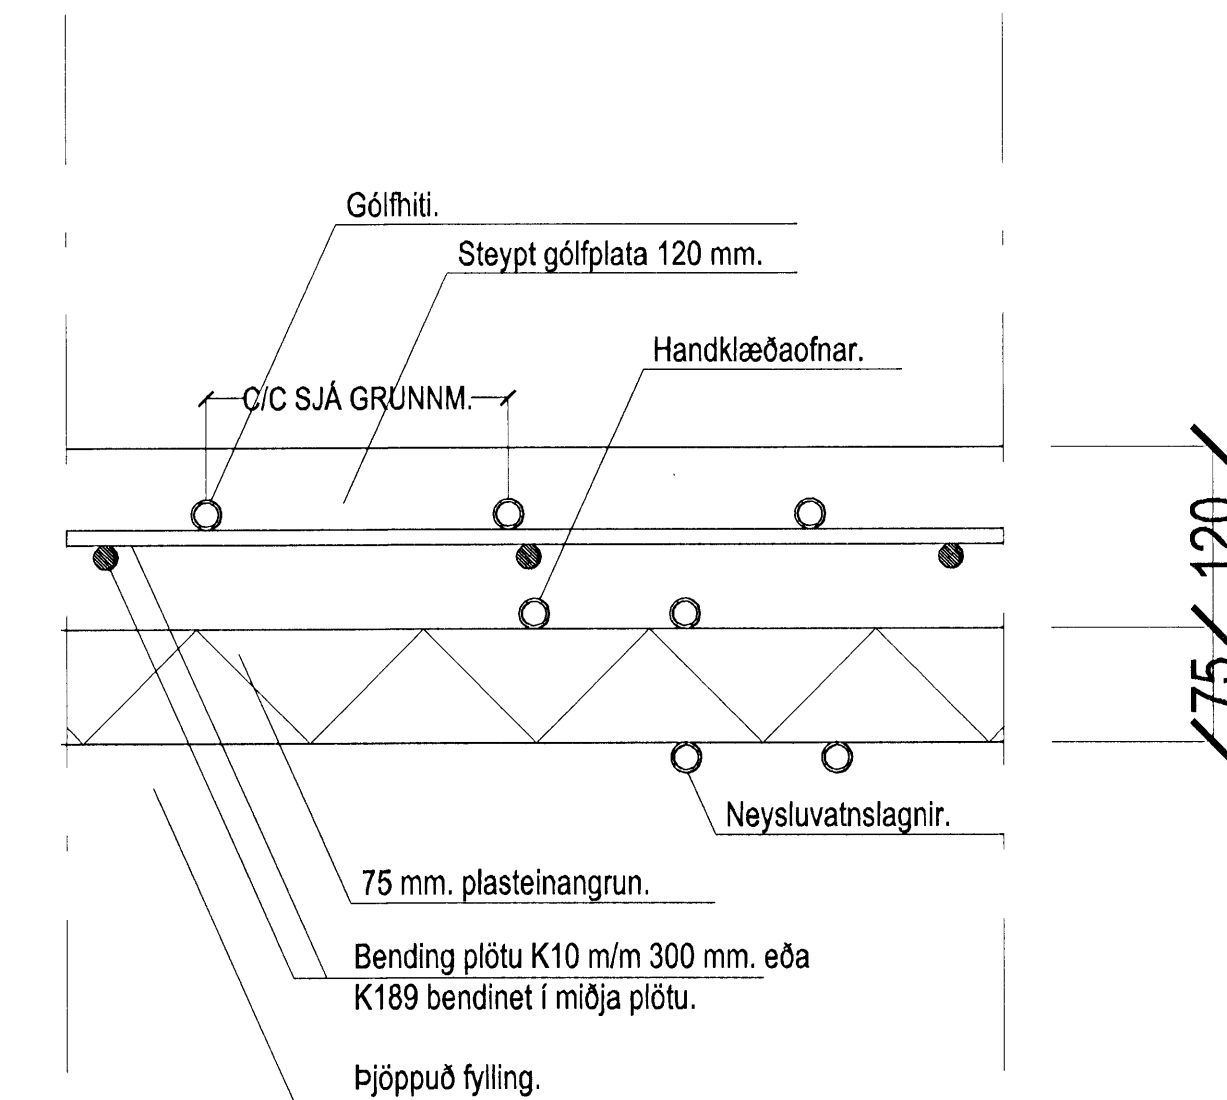 Gólfhiti.
Steypt gólfplata 120 mm.
Handklæðaofnar.
C/C SJÁ GRUNNM.
120
75
Neysluvatnslagnir.
75 mm. plasteinangrun.
Bending plötu K10 m/m 300 mm. eða
K189 bendinet í miðja plötu.
Þjöppuð fylling.